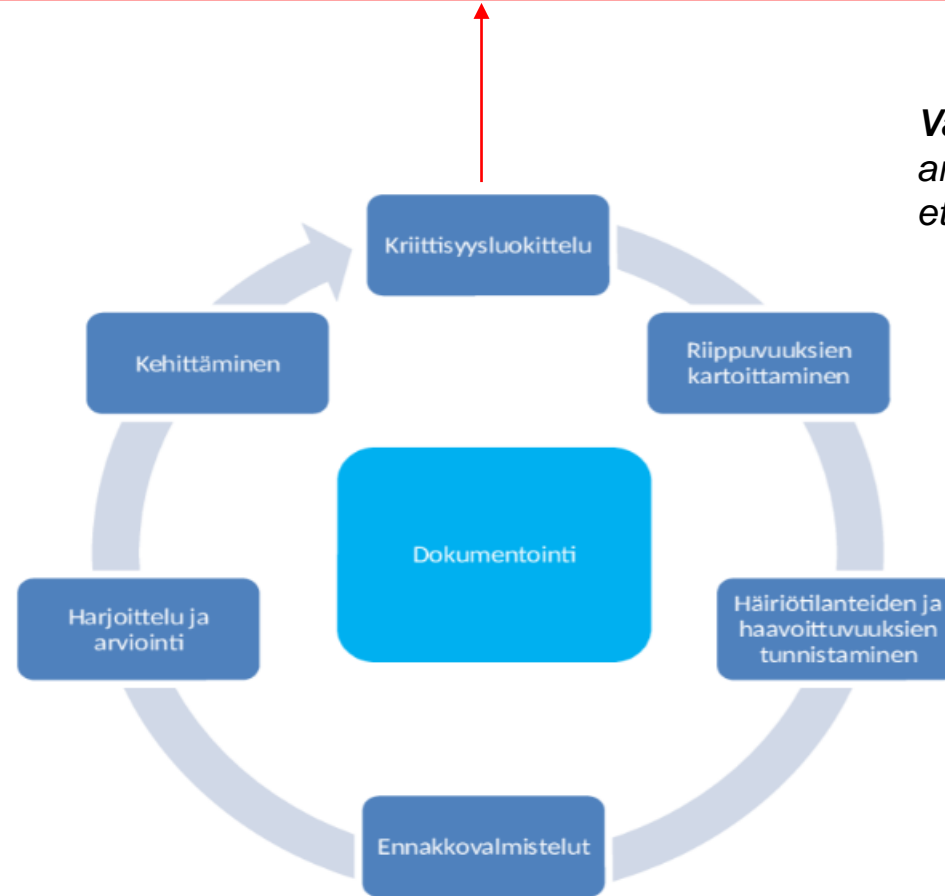 Kriittisyysluokittelu
Riippuvuuksien
kartoittaminen
Häiriötilanteiden ja
haavoittuvuuksien
tunnistaminen
Ennakkovalmistelut
Harjoittelu ja
arviointi
Kehittäminen
Dokumentointi